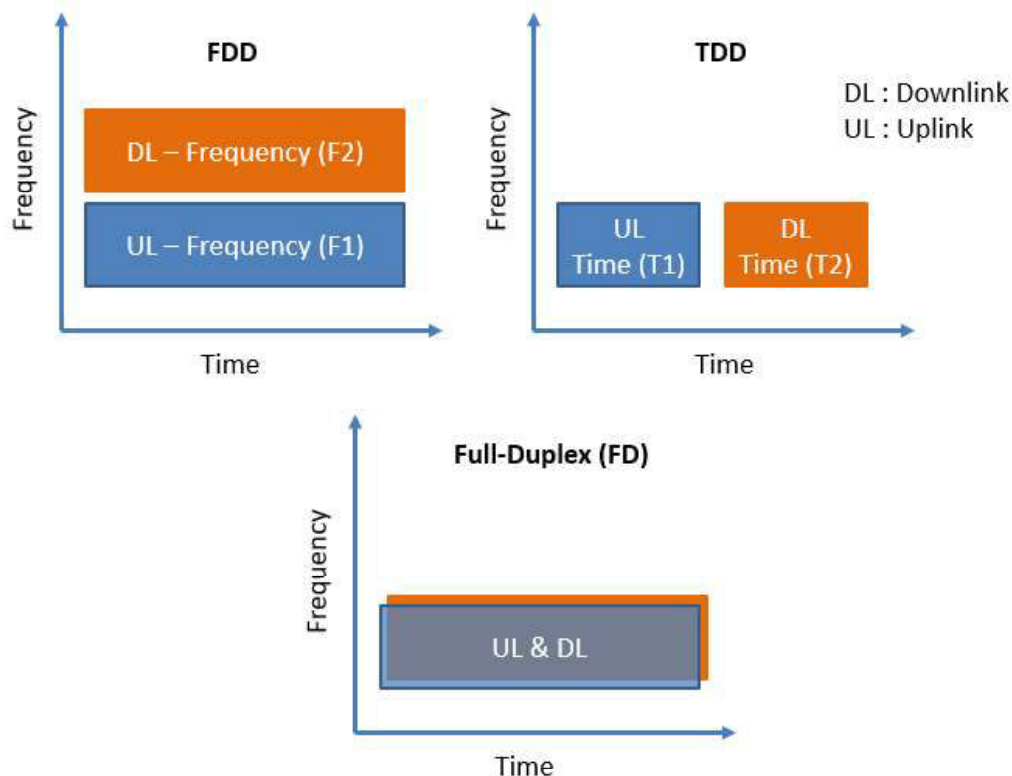 FDD
Frequency
DL – Frequency (F2)
UL – Frequency (F1)
Time
TDD
DL : Downlink
UL : Uplink
Frequency
UL
Time (T1)
DL
Time (T2)
Time
Full-Duplex (FD)
Frequency
UL & DL
Time